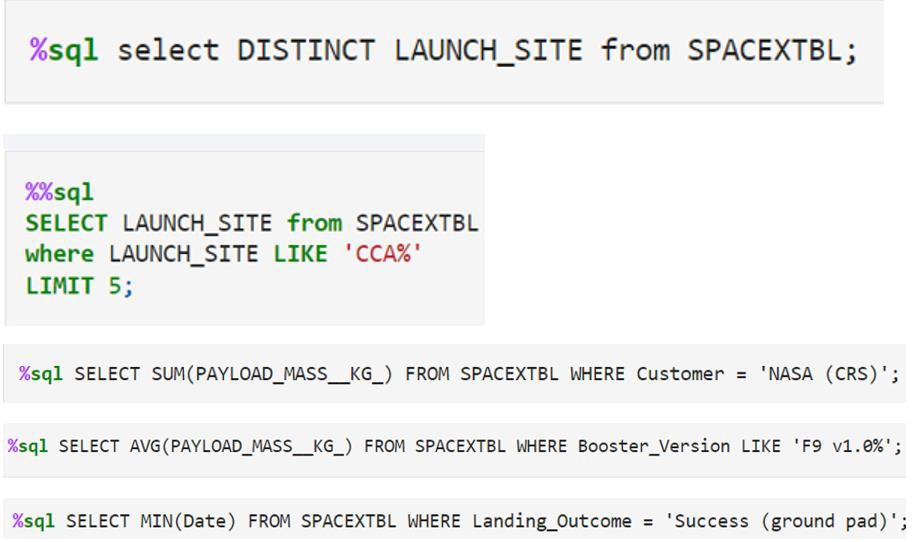 %sql select DISTINCT LAUNCH_SITE from SPACEXTBL;
%%sql
SELECT LAUNCH_SITE from SPACEXTBL
where LAUNCH_SITE LIKE 'CCA%'
LIMIT 5;
%sql SELECT SUM(PAYLOAD_MASS__KG_) FROM SPACEXTBL WHERE Customer = 'NASA (CRS)';
%sql SELECT AVG(PAYLOAD_MASS__KG_) FROM SPACEXTBL WHERE Booster_Version LIKE 'F9 v1.0%';
%sql SELECT MIN(Date) FROM SPACEXTBL WHERE Landing_Outcome = 'Success (ground pad)';